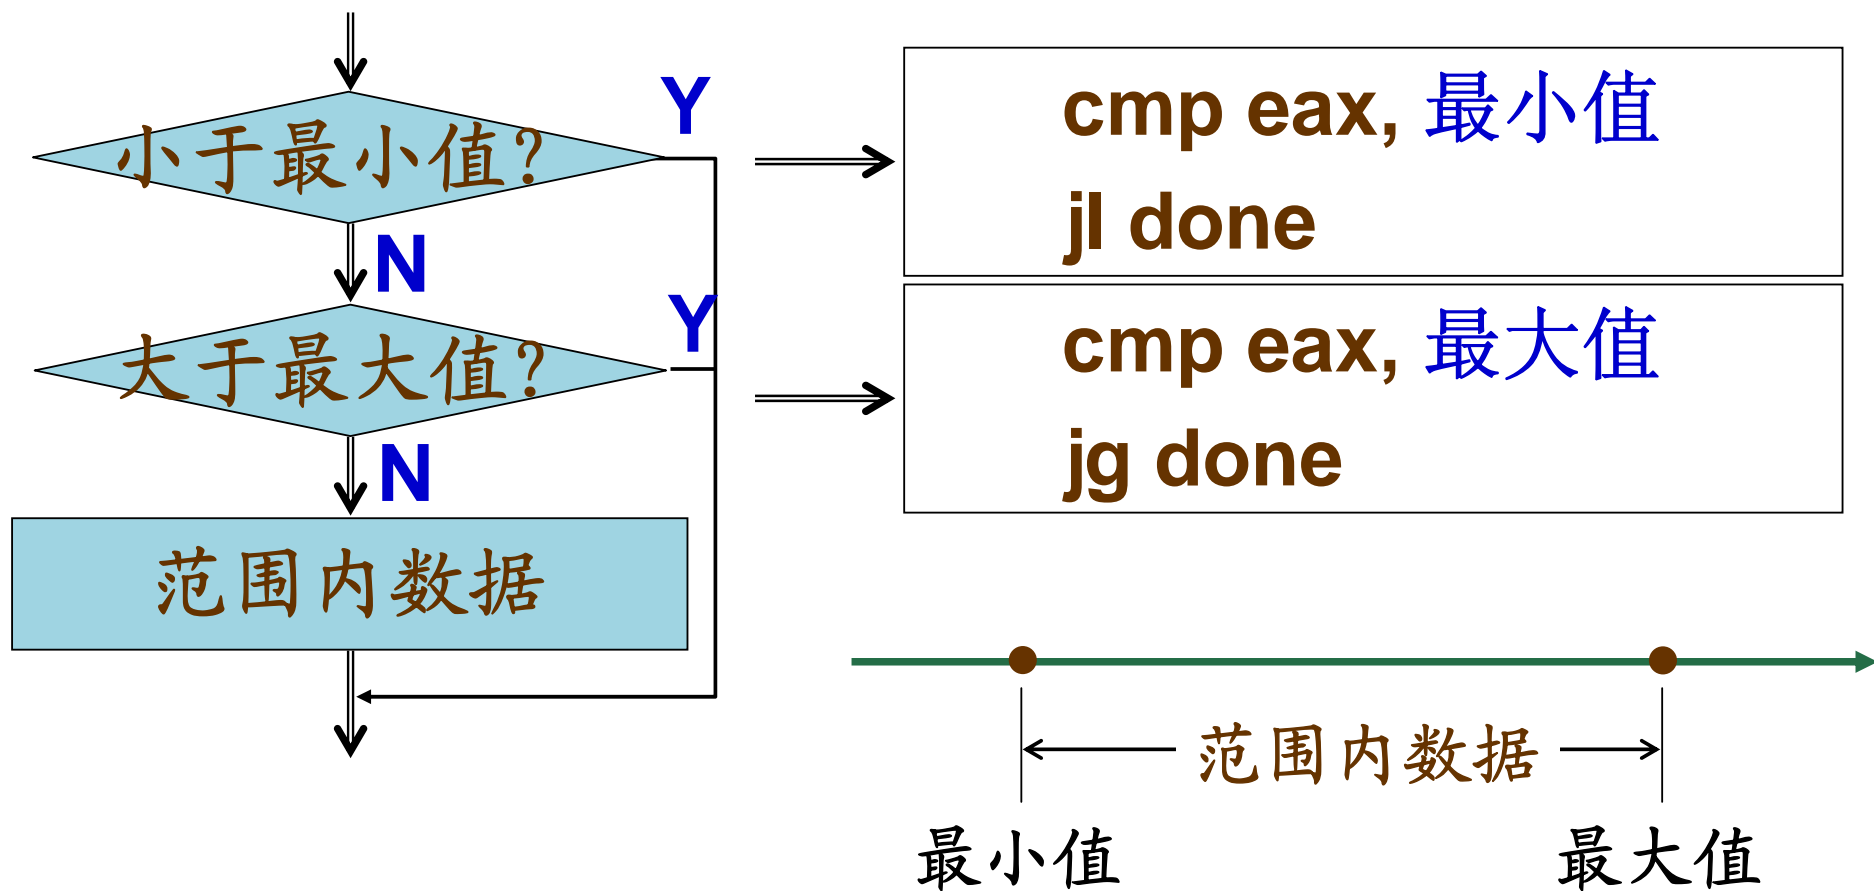 小于最小值?
Y
N
大于最大值?
Y
N
范围内数据
cmp eax, 最小值
jl done
cmp eax, 最大值
jg done
范围内数据
最小值
最大值